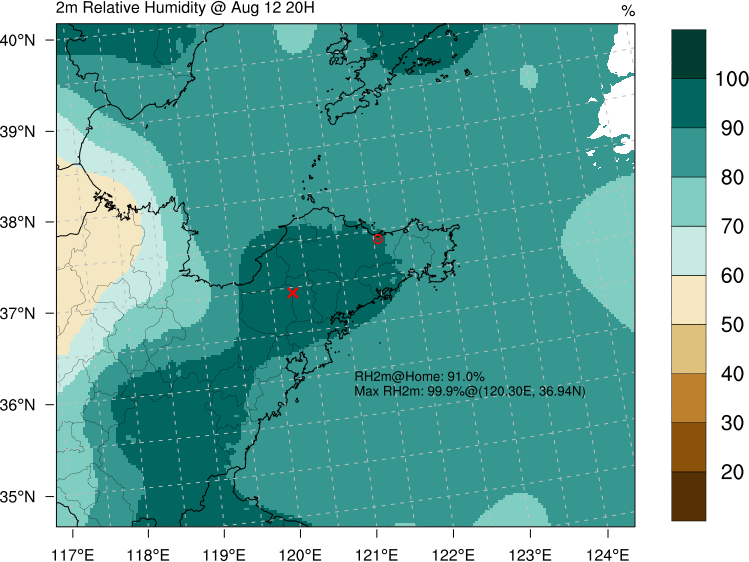 2m Relative Humidity @ Aug 12 20H
%
40°N
39°N
38°N
37°N
36°N
35°N
117°E 118°E 119°E 120°E 121°E 122°E 123°E 124°E
RH2m@Home: 91.0%
Max RH2m: 99.9%@(120.30E, 36.94N)
100
90
80
70
60
50
40
30
20